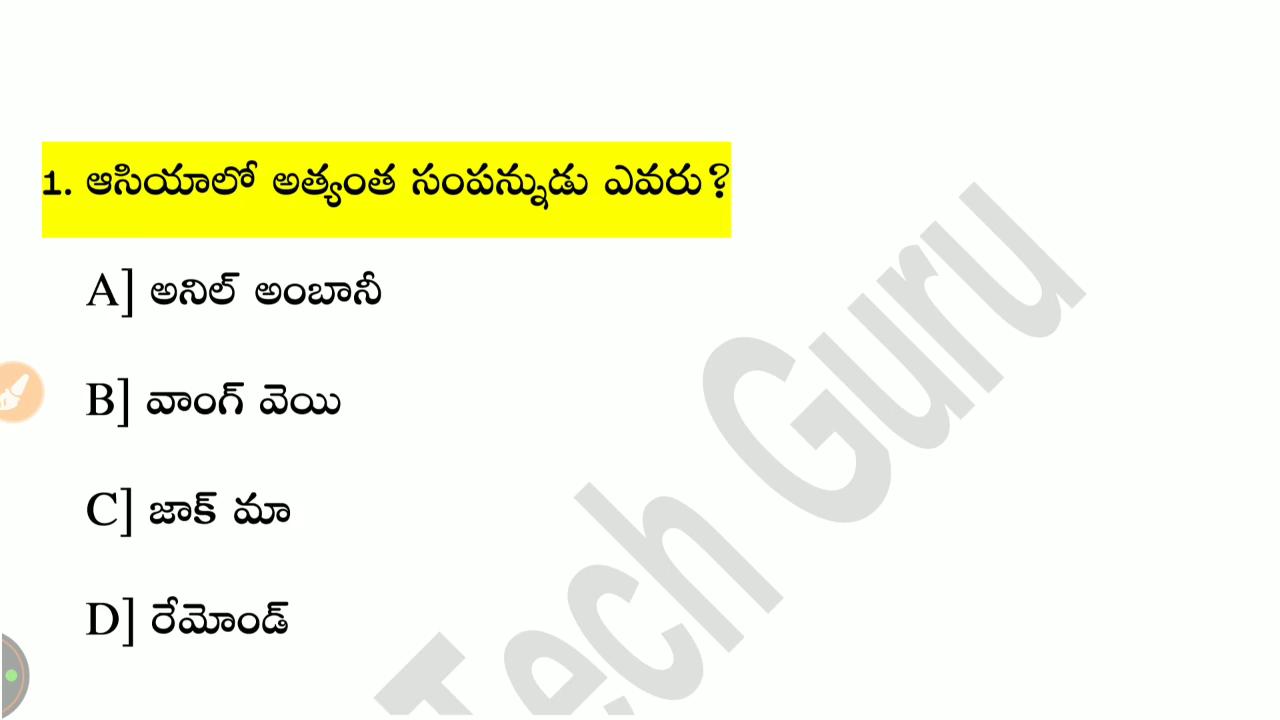 1. ఆసియాలో అత్యంత సంపన్నుడు ఎవరు?
A] అనిల్ అంబానీ
B] వాంగ్ వెయి
C] జాక్ మా
D] రేమోండ్
Tech Guru